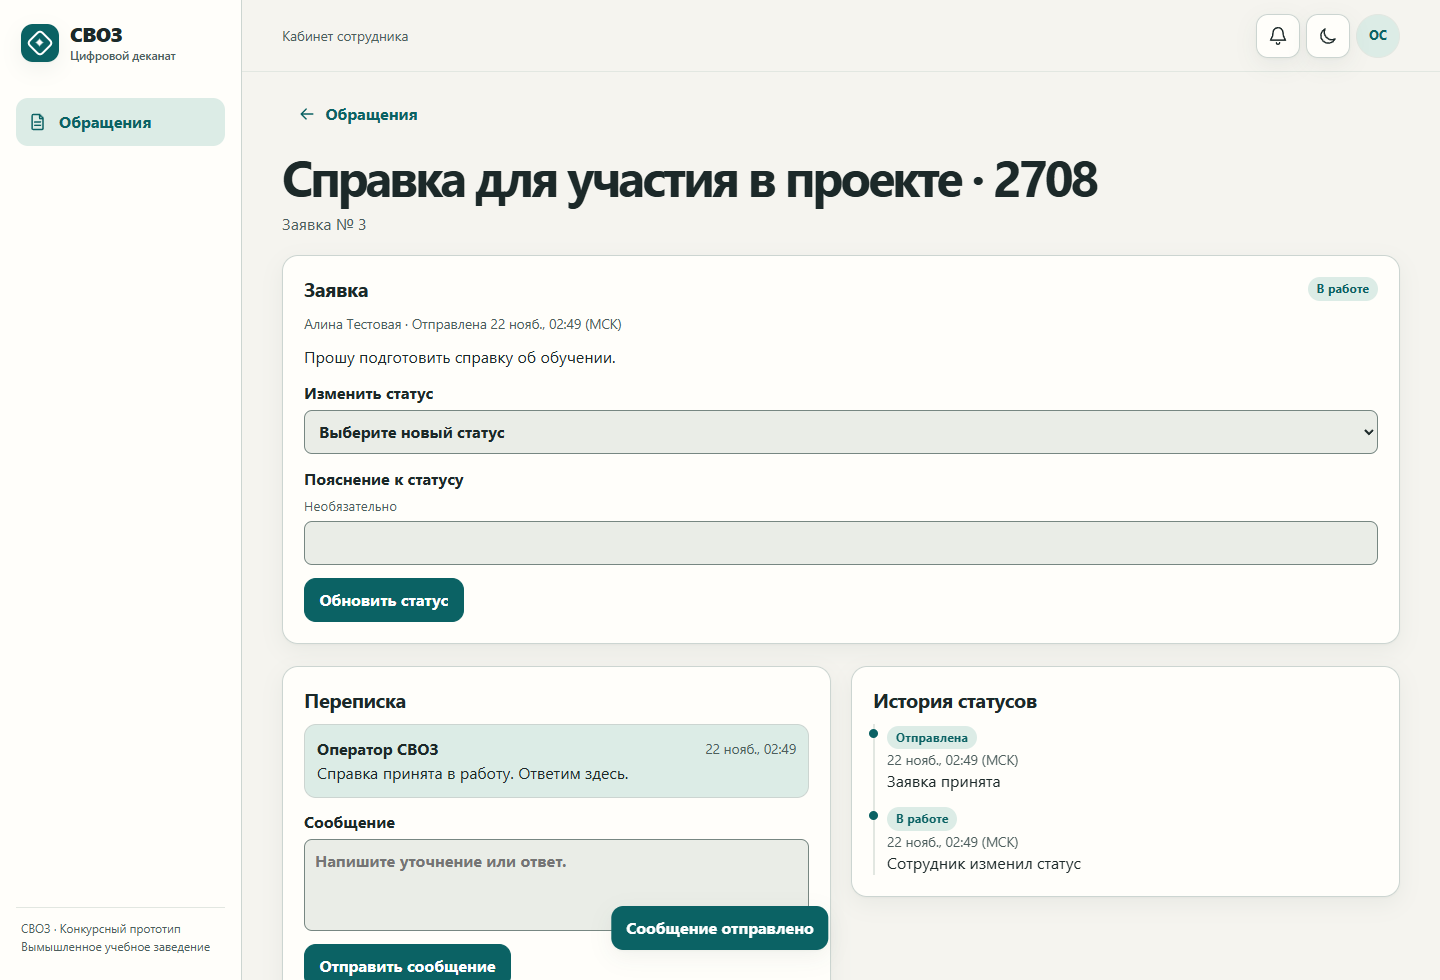 СВОЗ
Цифровой деканат
Обращения
СВОЗ · Конкурсный прототип
Вымышленное учебное заведение
Кабинет сотрудника
ОС
← Обращения
Справка для участия в проекте · 2708
Заявка № 3
Заявка
В работе
Алина Тестовая · Отправлена 22 нояб., 02:49 (МСК)
Прошу подготовить справку об обучении.
Изменить статус
Выберите новый статус
Пояснение к статусу
Необязательно
Обновить статус
Переписка
Оператор СВОЗ
22 нояб., 02:49
Справка принята в работу. Ответим здесь.
Сообщение
Напишите уточнение или ответ.
Сообщение отправлено
Отправить сообщение
История статусов
Отправлена
22 нояб., 02:49 (МСК)
Заявка принята
В работе
22 нояб., 02:49 (МСК)
Сотрудник изменил статус